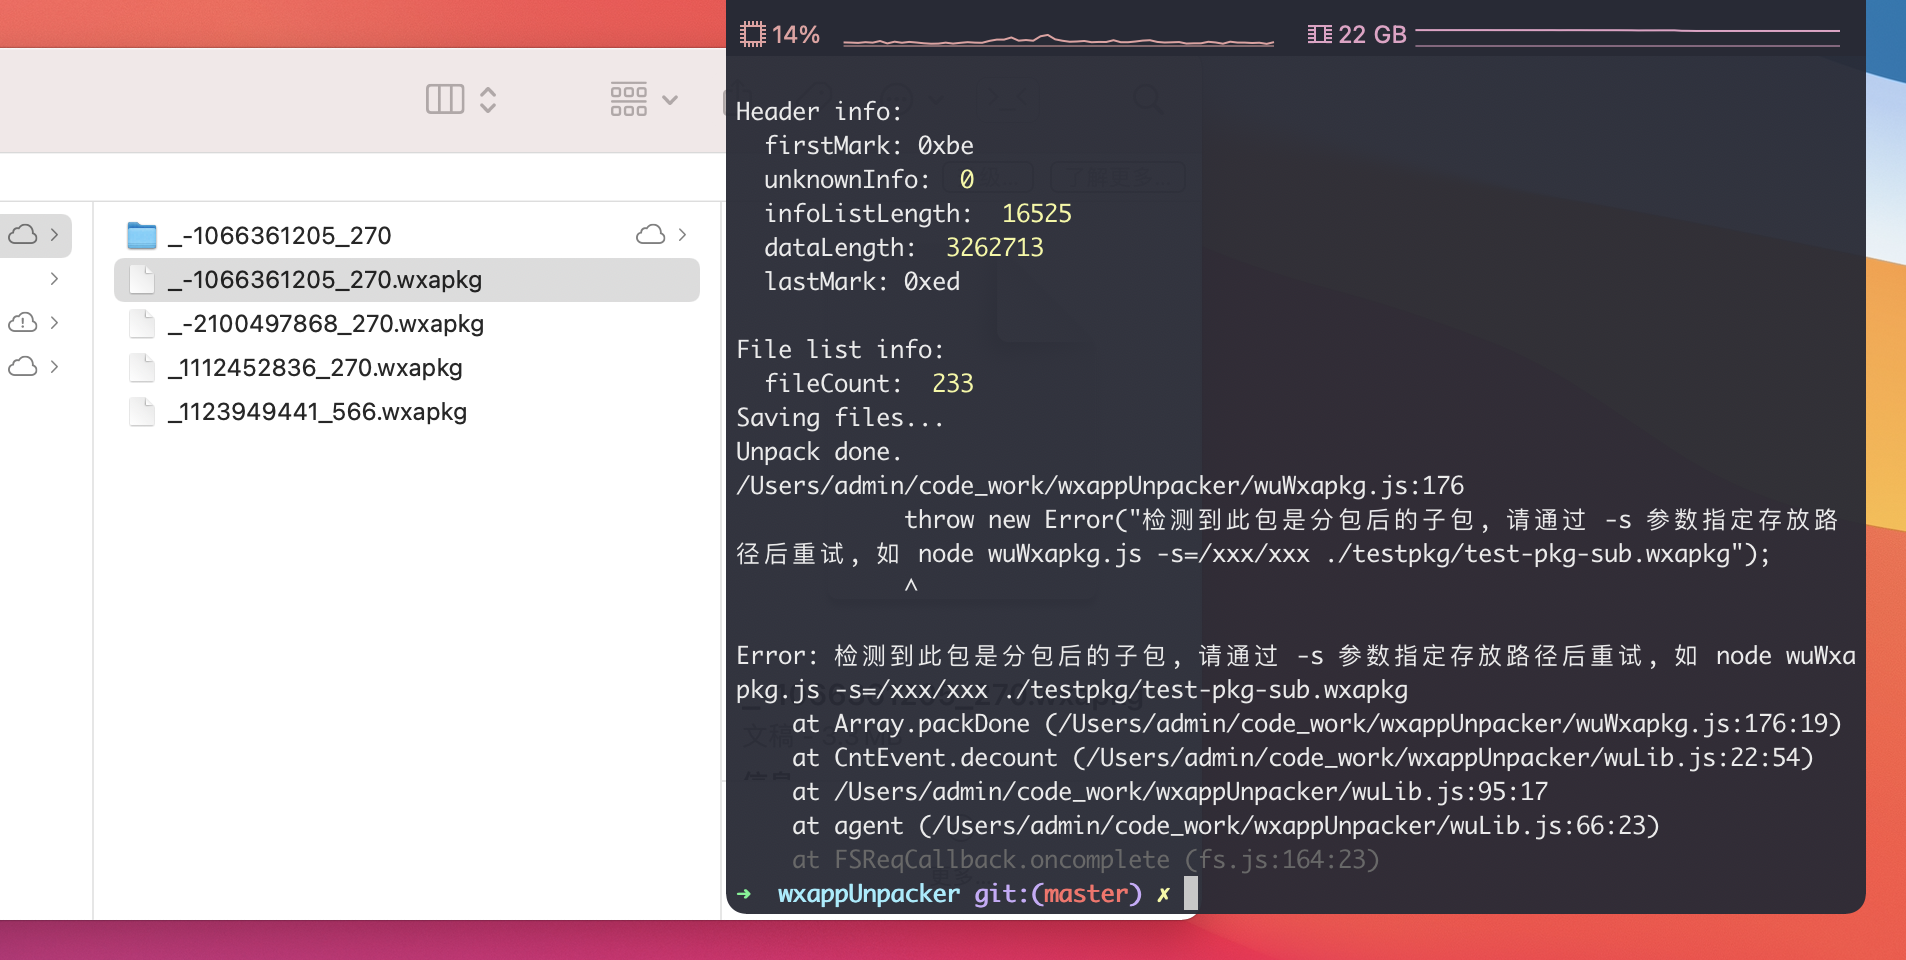 14%
22 GB
_-1066361205_270
_-1066361205_270.wxapkg
_-2100497868_270.wxapkg
_1112452836_270.wxapkg
_1123949441_566.wxapkg
Header info:
firstMark: 0xbe
unknownInfo: 0
infoListLength: 16525
dataLength: 3262713
lastMark: 0xed
File list info:
fileCount: 233
Saving files...
Unpack done.
/Users/admin/code_work/wxappUnpacker/wuWxapkg.js:176
throw new Error("检测到此包是分包后的子包, 请通过 -s 参数指定存放路
径后重试, 如 node wuWxapkg.js -s=/xxx/xxx ./testpkg/test-pkg-sub.wxapkg");
^
Error: 检测到此包是分包后的子包, 请通过 -s 参数指定存放路径后重试, 如 node wuWxa
pkg.js -s=/xxx/xxx ./testpkg/test-pkg-sub.wxapkg
at Array.packDone (/Users/admin/code_work/wxappUnpacker/wuWxapkg.js:176:19)
at CntEvent.decount (/Users/admin/code_work/wxappUnpacker/wuLib.js:22:54)
at /Users/admin/code_work/wxappUnpacker/wuLib.js:95:17
at agent (/Users/admin/code_work/wxappUnpacker/wuLib.js:66:23)
at FSReqCallback.oncomplete (fs.js:164:23)
➜ wxappUnpacker git:(master) ✗